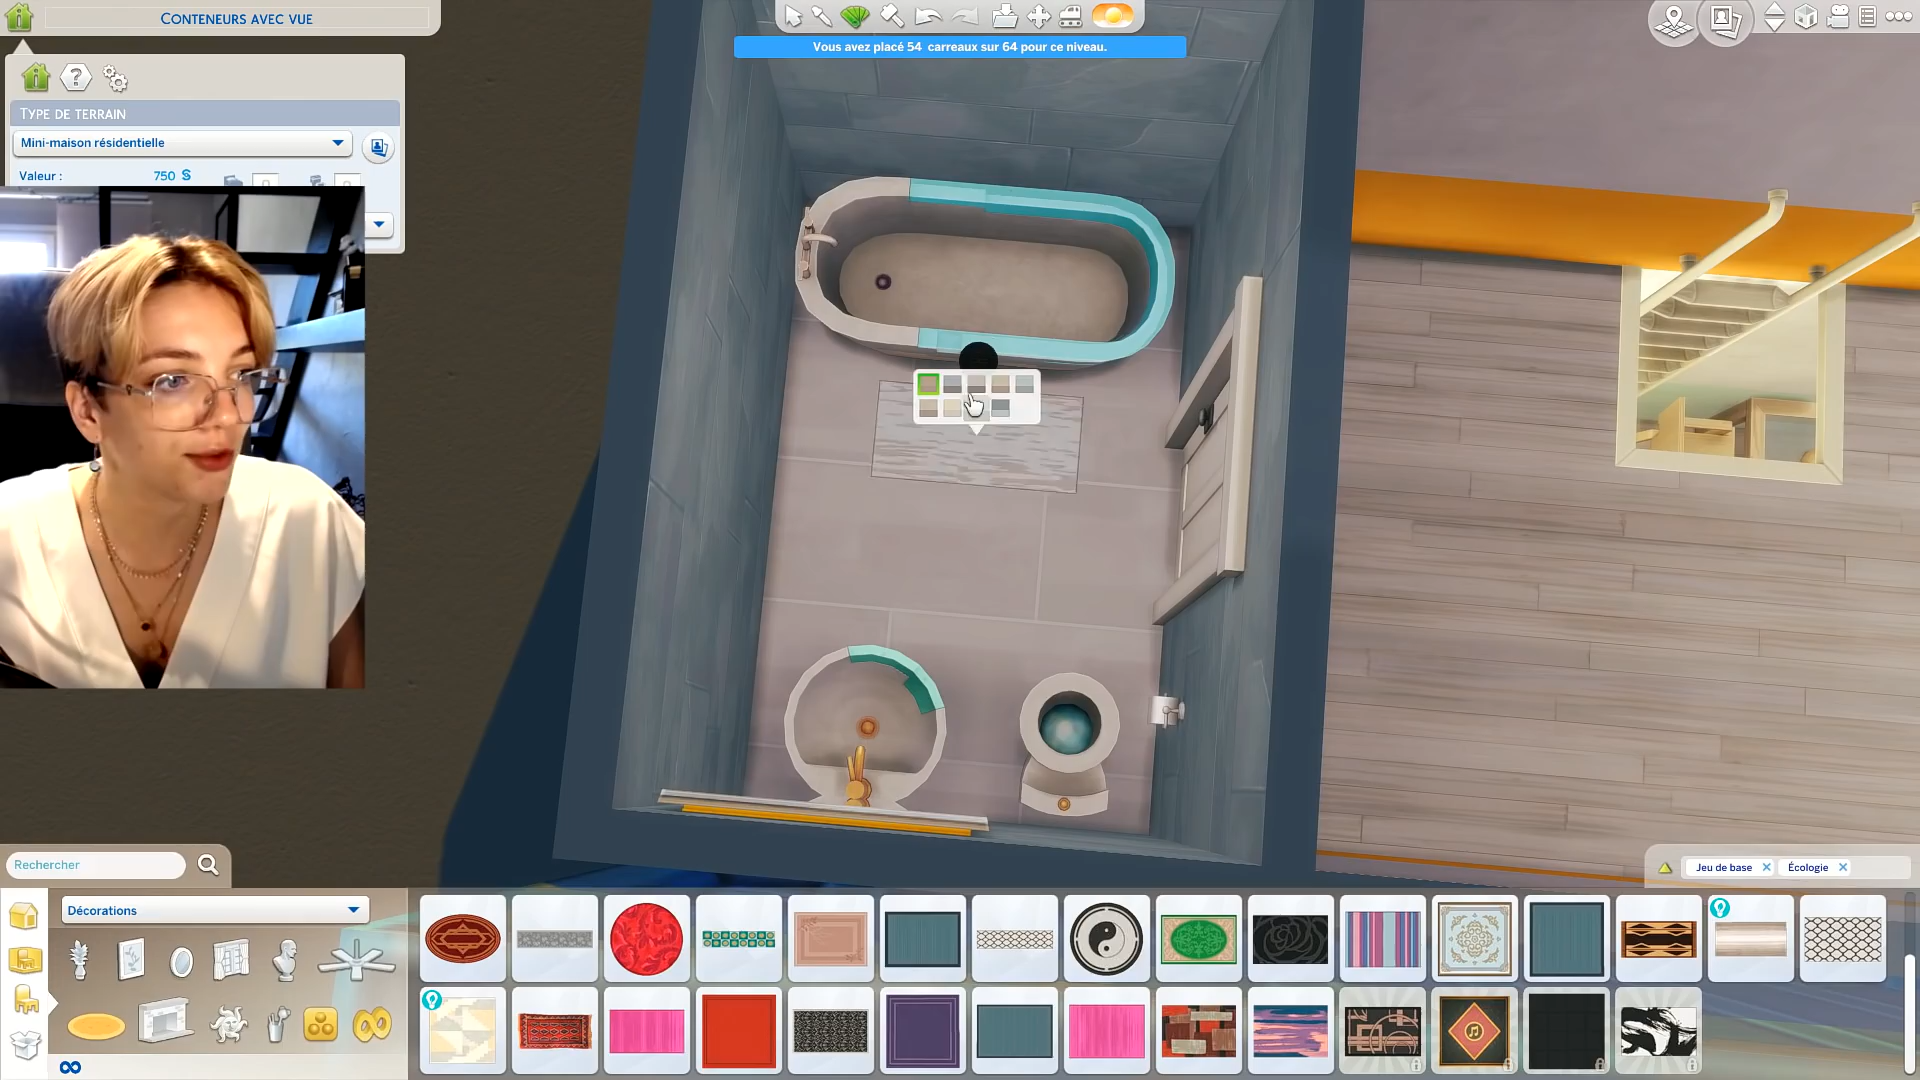 CONTENEURS AVEC VUE
Vous avez placé 54 carreaux sur 64 pour ce niveau.
TYPE DE TERRAIN
Mini-maison résidentielle
Valeur : 750 §
Rechercher
Jeu de base
Écologie
Décorations